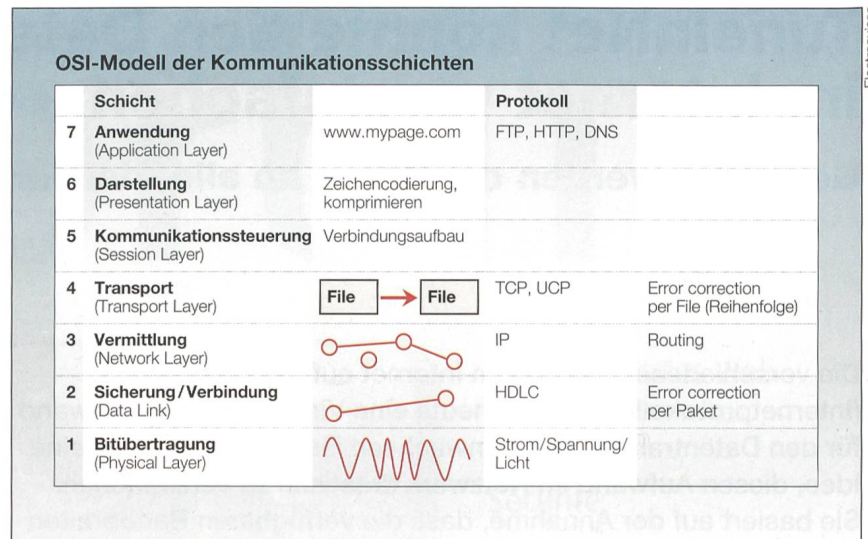 OSI-Modell der Kommunikationsschichten
Schicht Protokoll
7 Anwendung www.mypage.com FTP, HTTP, DNS
(Application Layer)
6 Darstellung Zeichencodierung,
(Presentation Layer) komprimieren
5 Kommunikationssteuerung Verbindungsaufbau
(Session Layer)
4 Transport File File TCP, UCP Error correction
(Transport Layer) per File (Reihenfolge)
3 Vermittlung IP Routing
(Network Layer)
2 Sicherung/Verbindung HDLC Error correction
(Data Link) per Paket
1 Bitübertragung Strom/Spannung/
(Physical Layer) Licht